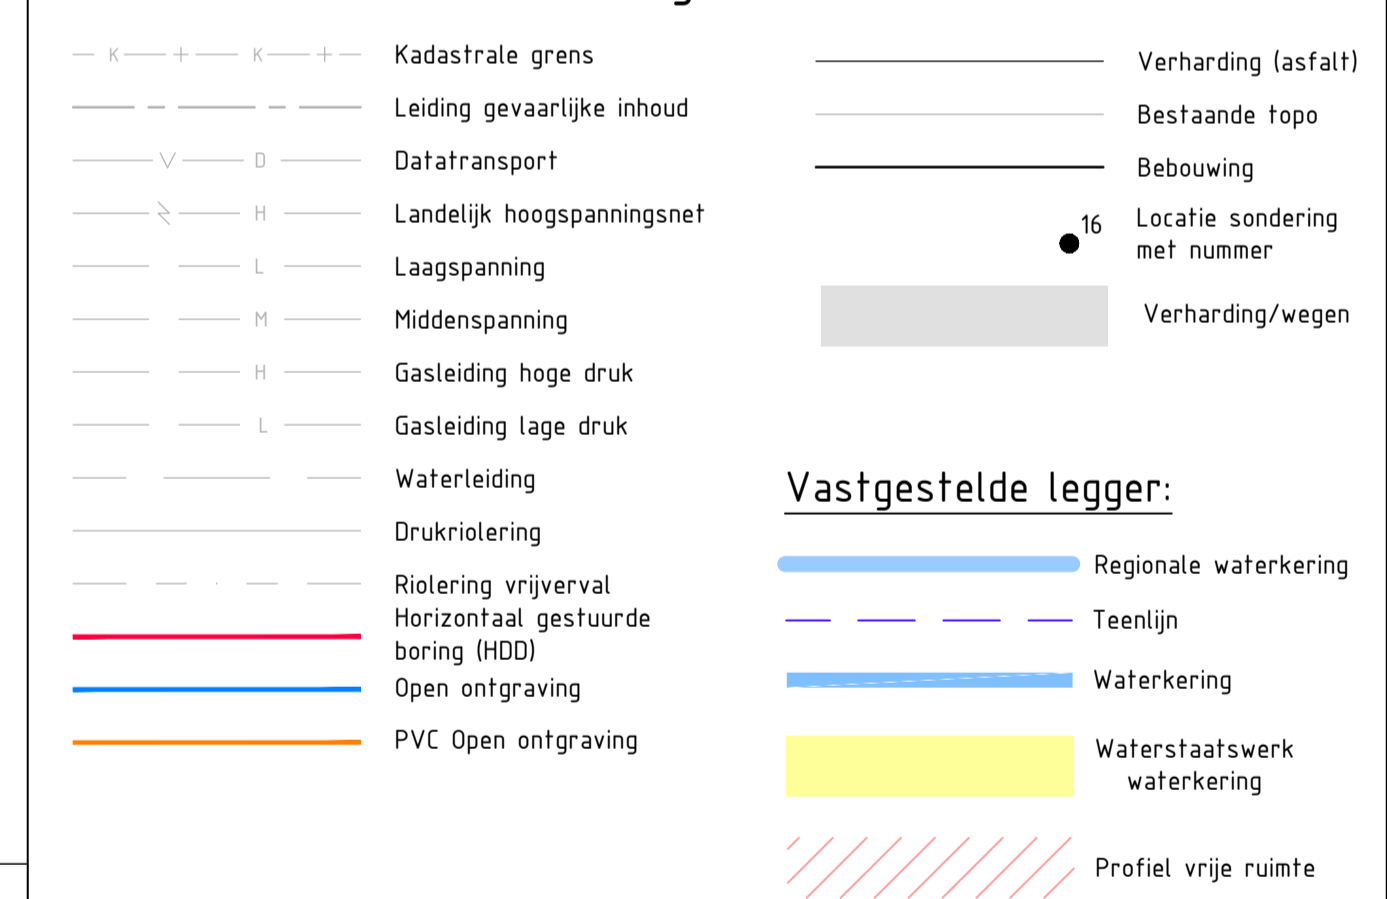 K + K + Kadastrale grens
Leiding gevaarlijke inhoud
V D Datatransport
H Landelijk hoogspanningsnet
L Laagspanning
M Middenspanning
H Gasleiding hoge druk
L Gasleiding lage druk
Waterleiding
Drukriolering
Riolering vrijverval
Horizontaal gestuurde
boring (HDD)
Open ontgraving
PVC Open ontgraving
Verharding (asfalt)
Bestaande topo
Bebouwing
16
Locatie sondering
met nummer
Verharding/wegen
Vastgestelde legger:
Regionale waterkering
Teenlijn
Waterkering
Waterstaatswerk
waterkering
Profiel vrije ruimte